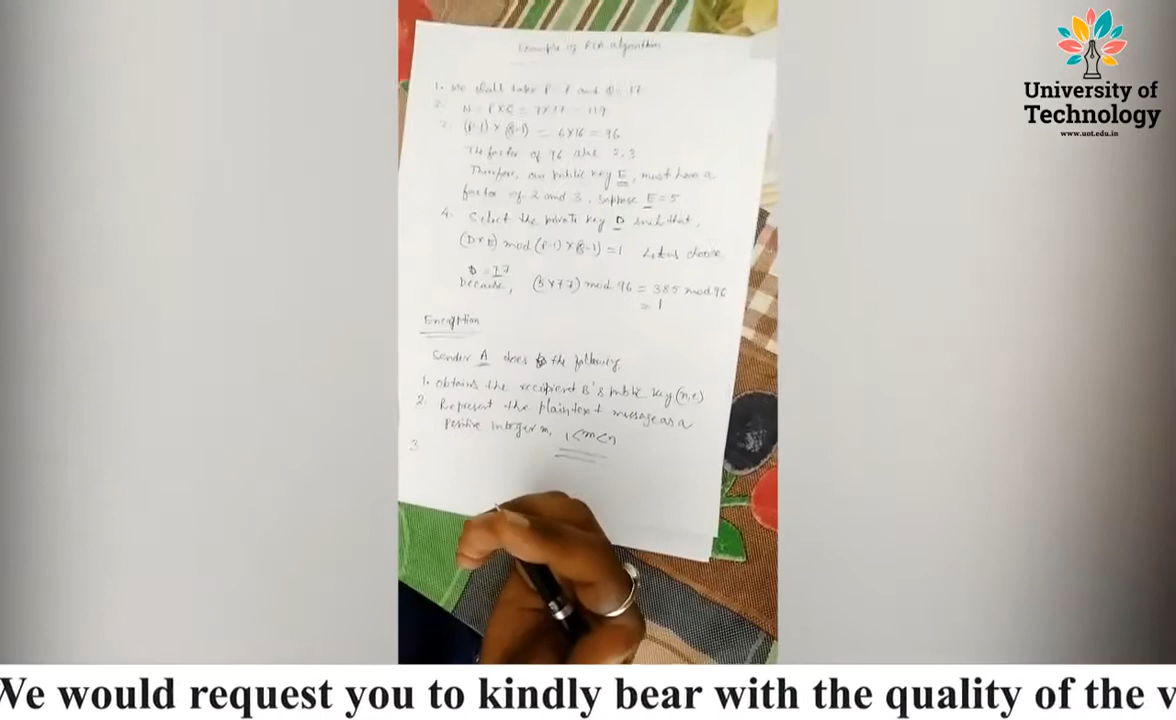 Example of RSA algorithm
1. We shall take P=7 and Q=17
2. N = P×Q = 7×17 = 119
3. (P-1)×(Q-1) = 6×16 = 96
The factor of 96 are 2,3
Therefore, our public key E, must have a
factor of 2 and 3. Suppose E=5
4. Select the private key D such that,
(D×E) mod (P-1)×(Q-1) = 1 Let us choose
D=77
because, (5×77) mod 96 = 385 mod 96
= 1
Encryption
Sender A does the following,
1. Obtains the recipient B's public key (n,e)
2. Represent the plaintext message as a
positive integer m, 1<m<n
3
University of
Technology
www.uot.edu.in
We would request you to kindly bear with the quality of the v